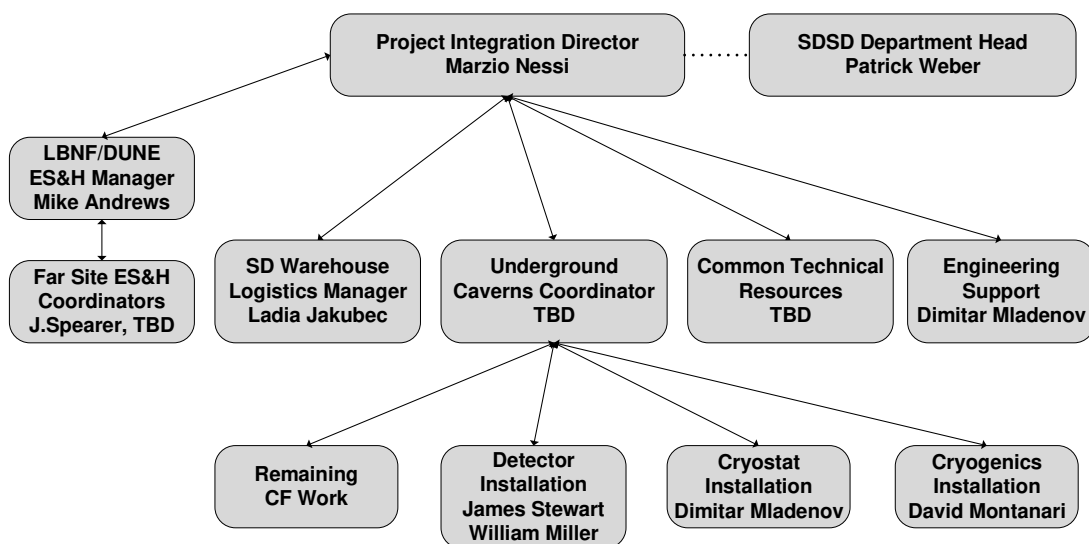 Project Integration Director
Marzio Nessi
SDSD Department Head
Patrick Weber
LBNF/DUNE
ES&H Manager
Mike Andrews
Far Site ES&H
Coordinators
J.Spearer, TBD
SD Warehouse
Logistics Manager
Ladia Jakubec
Underground
Caverns Coordinator
TBD
Common Technical
Resources
TBD
Engineering
Support
Dimitar Mladenov
Remaining
CF Work
Detector
Installation
James Stewart
William Miller
Cryostat
Installation
Dimitar Mladenov
Cryogenics
Installation
David Montanari